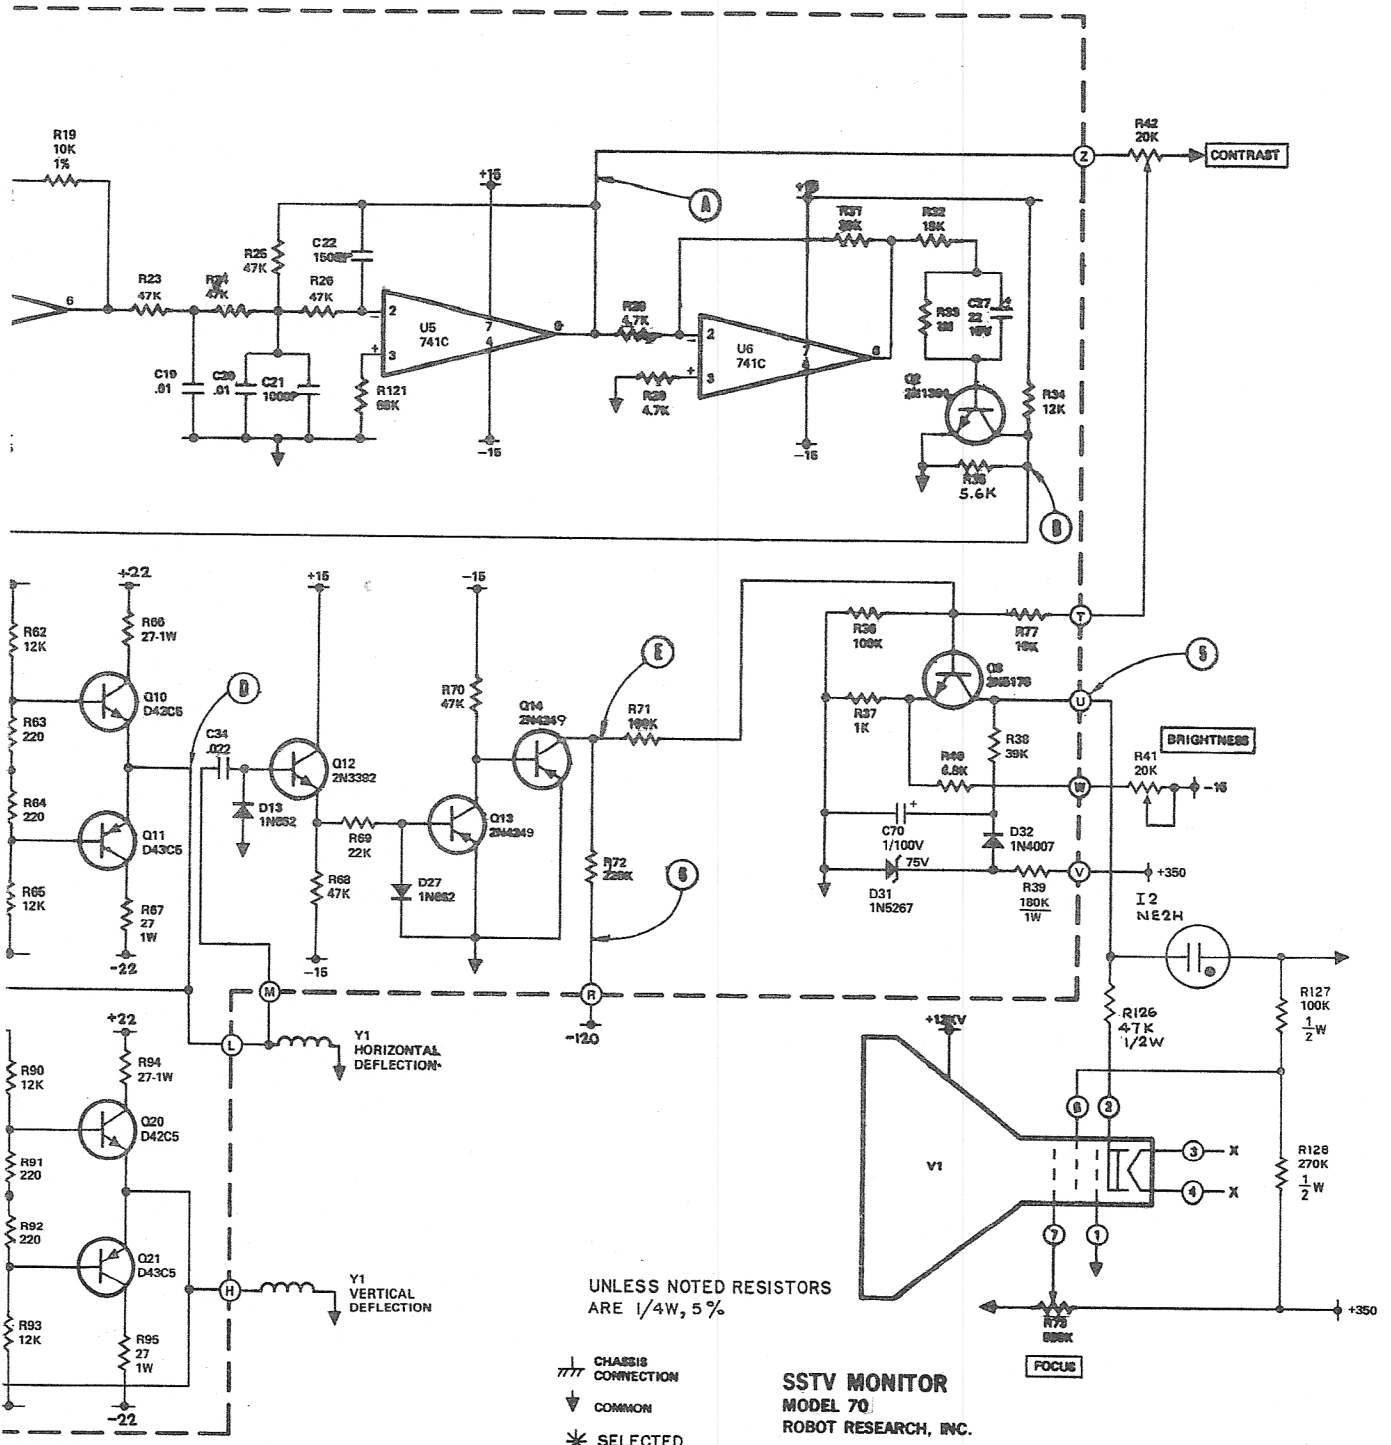 R42
20K
Z
CONTRAST
R19
10K
1%
+15
A
R25
47K
C22
R23
47K
47K
R26
47K
6
2
3
+
7
4
U5
741C
6
4.7K
2
3
+
7
U6
741C
6
R32
C27
22
C19
.01
.01
C21
R121
4.7K
Q2
R34
12K
-15
-15
5.6K
B
+22
+15
-15
R62
12K
R66
27-1W
Q10
D42C5
D
R63
220
R64
220
R65
12K
Q11
D43C5
R67
27
1W
-22
C34
.022
D13
1N662
Q12
2N3392
R69
22K
R68
47K
-15
R70
47K
Q14
2N4249
Q13
2N4249
D27
1N662
E
R71
R72
R
-120
R36
100K
R77
T
R37
1K
R38
39K
5
U
BRIGHTNESS
R41
20K
W
-15
C70
1/100V
+
D32
1N4007
75V
D31
1N5267
R39
180K
1W
V
+350
I2
NE2H
M
L
Y1
HORIZONTAL
DEFLECTION
+22
R94
27-1W
R90
12K
Q20
D42C5
R91
220
R92
220
Q21
D43C5
R93
12K
R95
27
1W
-22
H
Y1
VERTICAL
DEFLECTION
R126
47K
1/2W
R127
100K
1/2W
R128
270K
1/2W
+12KV
V1
6
2
3
X
4
X
7
1
+350
FOCUS
UNLESS NOTED RESISTORS
ARE 1/4W, 5%
CHASSIS
CONNECTION
COMMON
SELECTED
SSTV MONITOR
MODEL 70
ROBOT RESEARCH, INC.